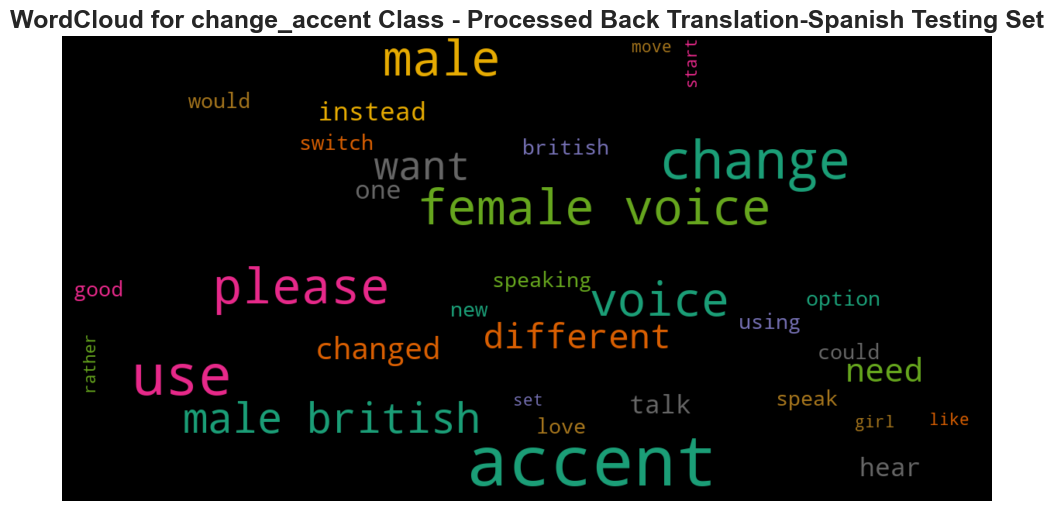 WordCloud for change_accent Class - Processed Back Translation-Spanish Testing Set
male
move
start
would
instead
switch
british
want
change
one
female voice
please
speaking
good
new
voice
option
using
different
changed
could
rather
need
use
set
talk
speak
male british
love
girl
like
accent
hear